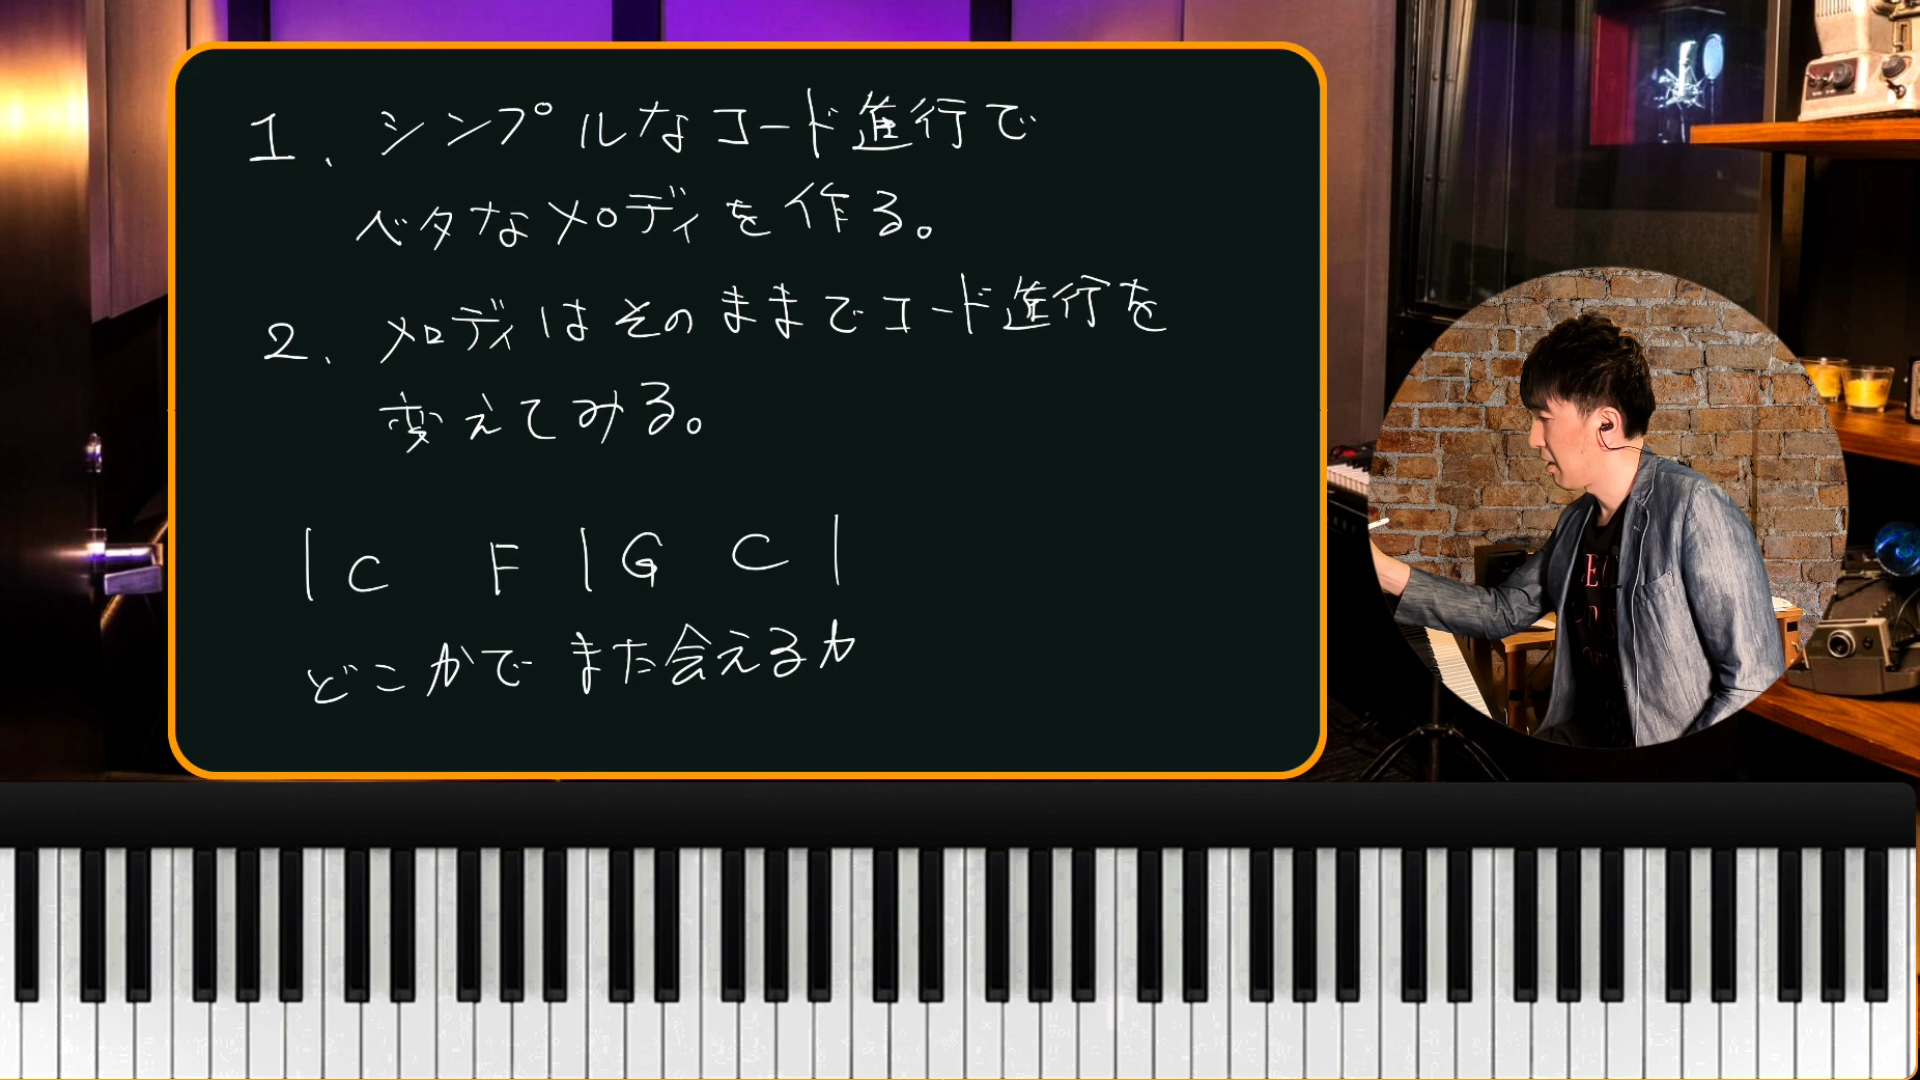 1. シンプルなコード進行で
ベタなメロディを作る。
2. メロディはそのままでコード進行を
変えてみる。
| C F | G C |
どこかでまた会えるか